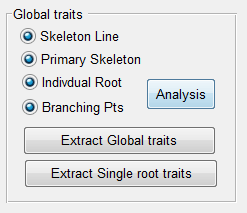 Global traits
Skeleton Line
Primary Skeleton
Indivdual Root
Branching Pts
Analysis
Extract Global traits
Extract Single root traits